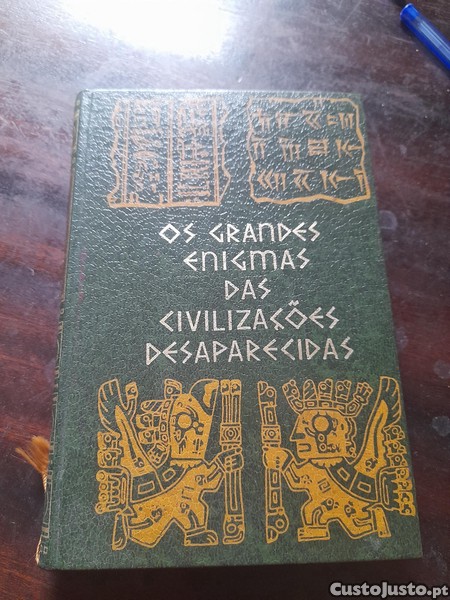 OS GRANDES
ENIGMAS
DAS
CIVILIZAÇÕES
DESAPARECIDAS
CustoJusto.pt